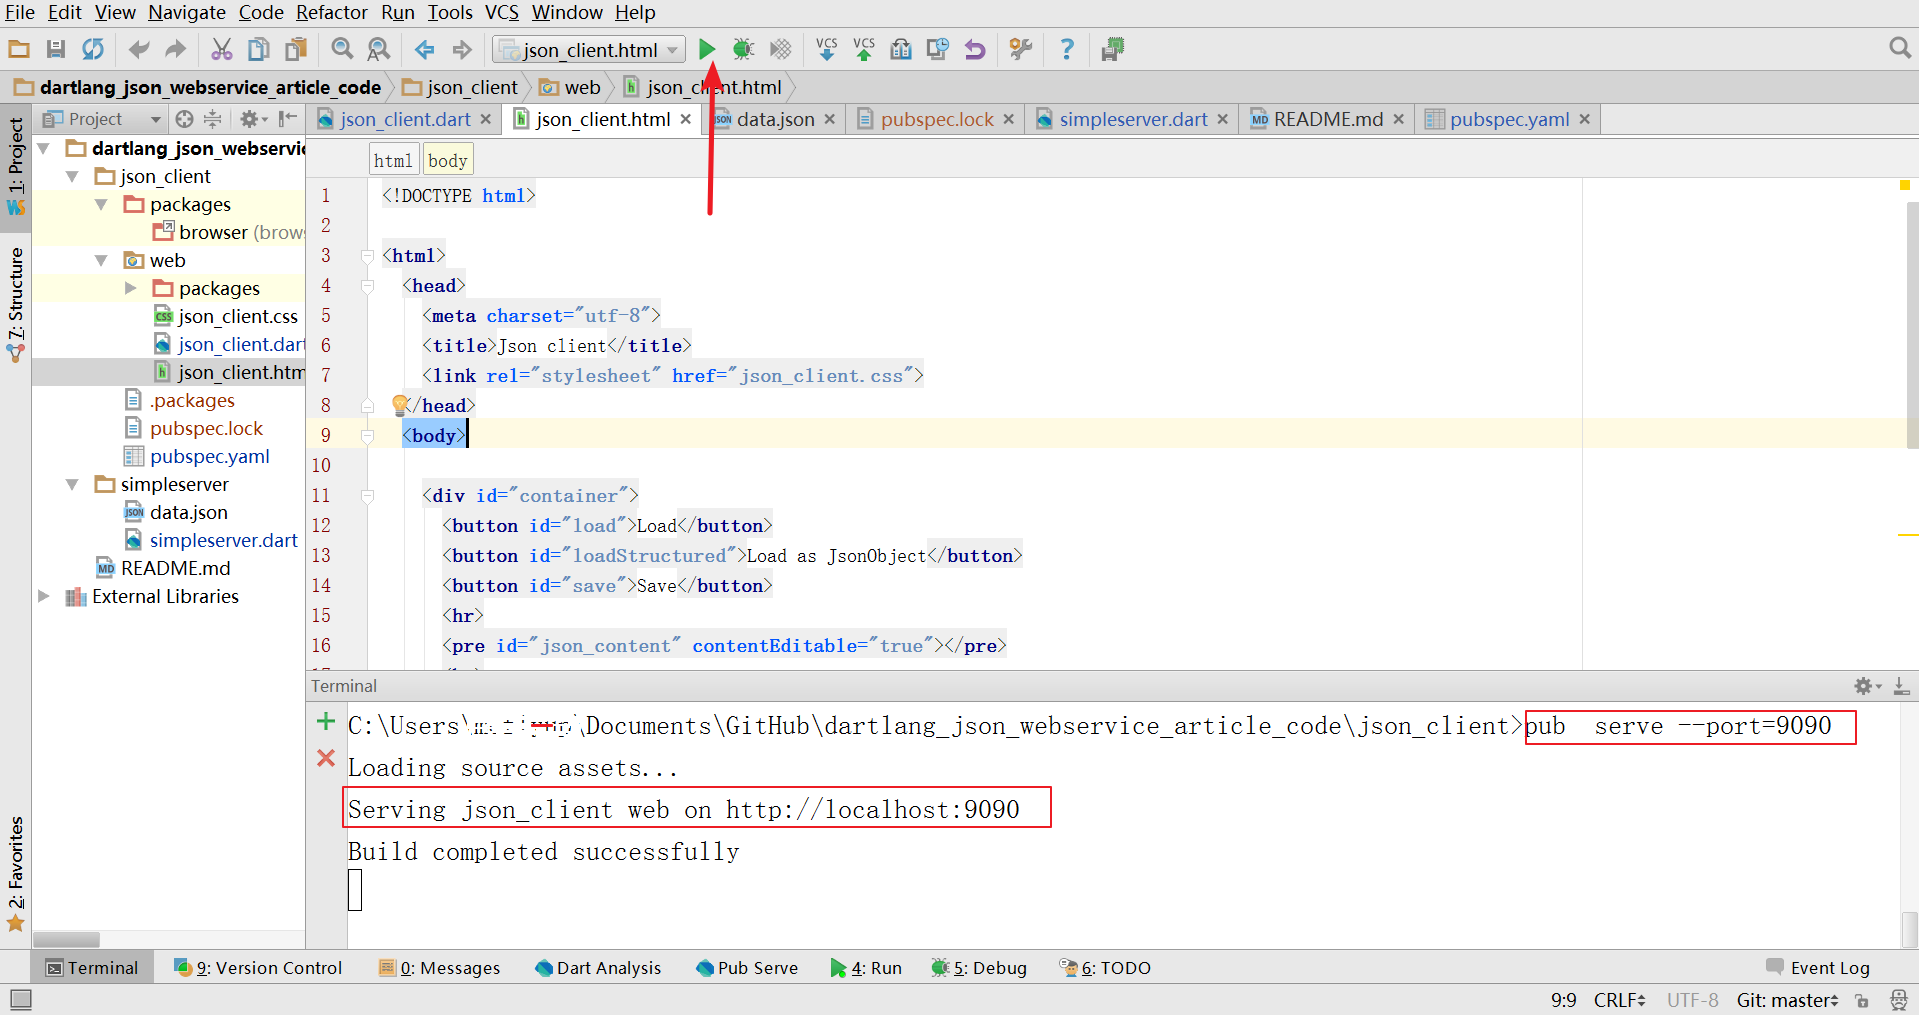 File Edit View Navigate Code Refactor Run Tools VCS Window Help
json_client.html
VCS VCS
dartlang_json_webservice_article_code json_client web json_client.html
Project
json_client.dart json_client.html data.json pubspec.lock simpleserver.dart README.md pubspec.yaml
1: Project
7: Structure
2: Favorites
dartlang_json_webservic
json_client
packages
browser (brows
web
packages
json_client.css
json_client.dart
json_client.htm
.packages
pubspec.lock
pubspec.yaml
simpleserver
data.json
simpleserver.dart
README.md
External Libraries
html body
1 <!DOCTYPE html>
2
3 <html>
4 <head>
5 <meta charset="utf-8">
6 <title>Json client</title>
7 <link rel="stylesheet" href="json_client.css">
8 </head>
9 <body>
10
11 <div id="container">
12 <button id="load">Load</button>
13 <button id="loadStructured">Load as JsonObject</button>
14 <button id="save">Save</button>
15 <hr>
16 <pre id="json_content" contentEditable="true"></pre>
Terminal
C:\Users\ \Documents\GitHub\dartlang_json_webservice_article_code\json_client>pub serve --port=9090
Loading source assets...
Serving json_client web on http://localhost:9090
Build completed successfully
Terminal 9: Version Control 0: Messages Dart Analysis Pub Serve 4: Run 5: Debug 6: TODO Event Log
9:9 CRLF UTF-8 Git: master